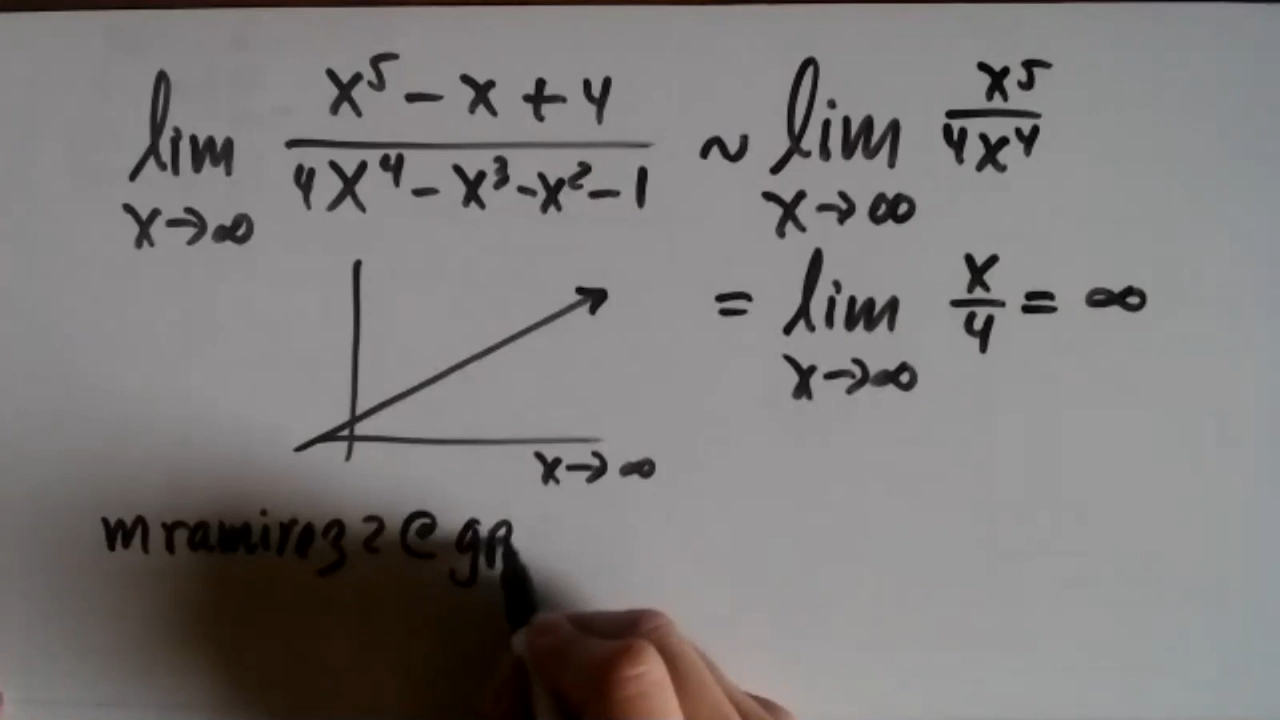 lim x→∞ (x⁵ - x + 4)/(4x⁴ - x³ - x² - 1) ~ lim x→∞ x⁵/(4x⁴)
= lim x→∞ x/4 = ∞
x→∞
mramirez2@g